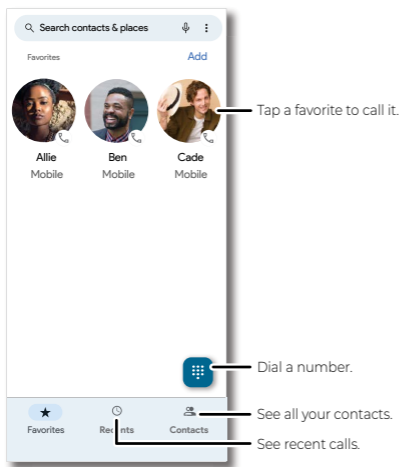 Search contacts & places
Favorites
Add
Tap a favorite to call it.
Allie
Ben
Cade
Mobile
Mobile
Mobile
Dial a number.
See all your contacts.
Favorites
Contacts
See recent calls.